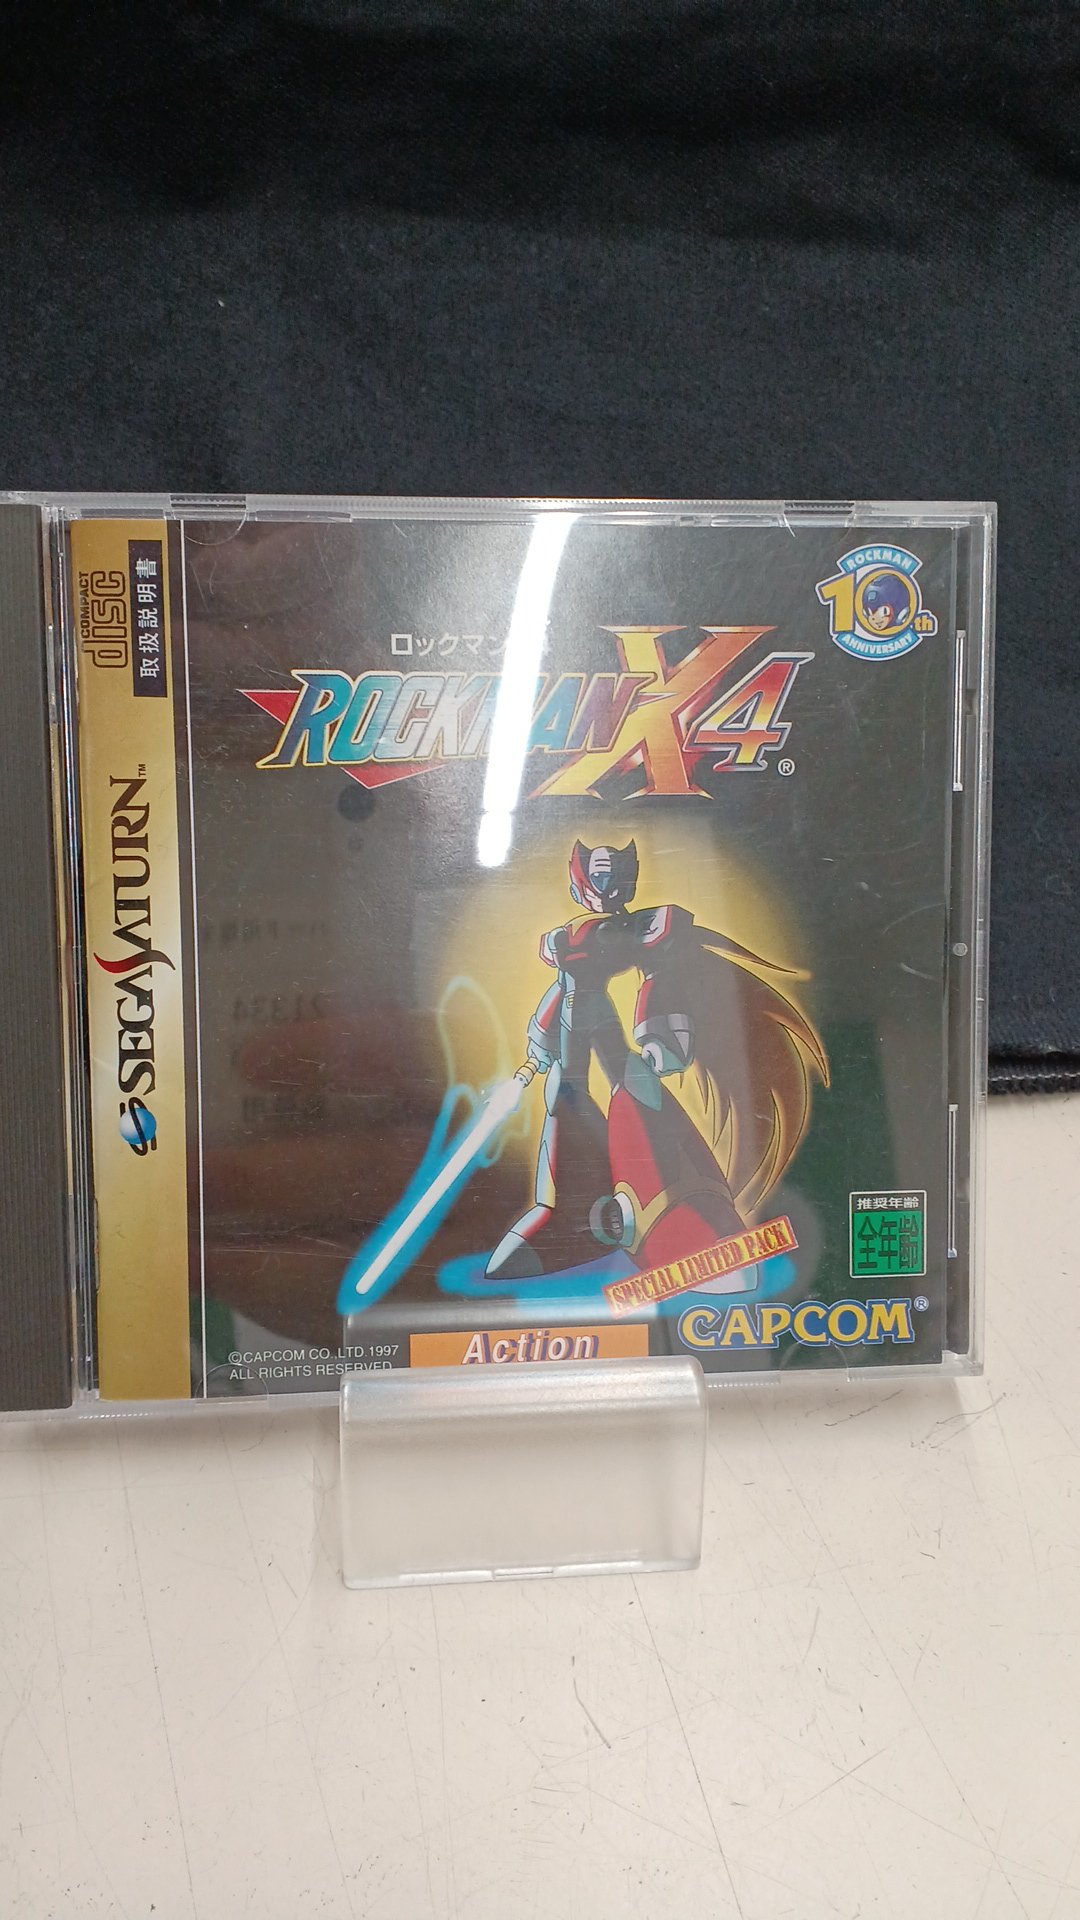 COMPACT
disc
取扱説明書
SEGA SATURN™
ROCKMAN
10th
ANNIVERSARY
ロックマン
ROCKMAN X4®
推奨年齢
全年齢
SPECIAL LIMITED PACK
CAPCOM®
Action
©CAPCOM CO.,LTD.1997
ALL RIGHTS RESERVED